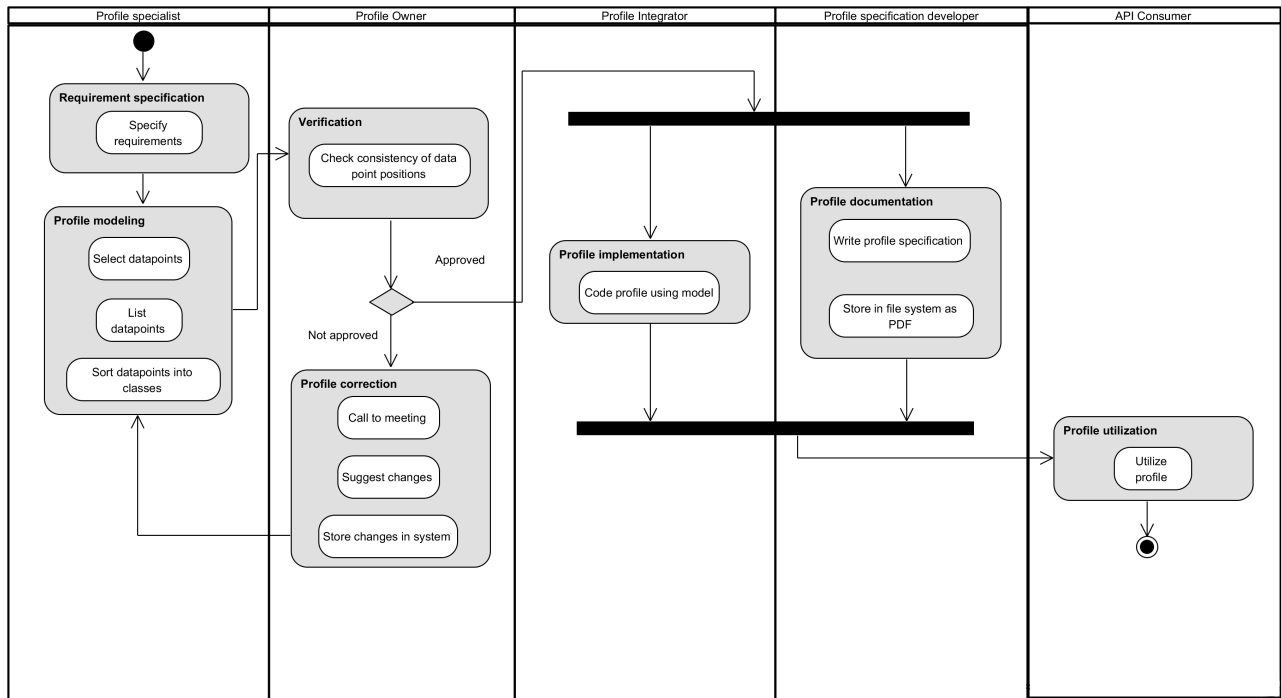 Profile specialist
Profile Owner
Profile Integrator
Profile specification developer
API Consumer
Requirement specification
Specify
requirements
Profile modeling
Select datapoints
List
datapoints
Sort datapoints into
classes
Verification
Check consistency of data
point positions
Approved
Not approved
Profile correction
Call to meeting
Suggest changes
Store changes in system
Profile implementation
Code profile using model
Profile documentation
Write profile specification
Store in file system as
PDF
Profile utilization
Utilize
profile